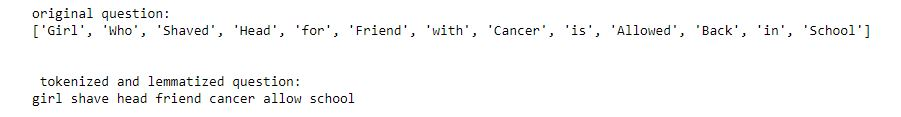 original question:
['Girl', 'Who', 'Shaved', 'Head', 'for', 'Friend', 'with', 'Cancer', 'is', 'Allowed', 'Back', 'in', 'School']
tokenized and lemmatized question:
girl shave head friend cancer allow school